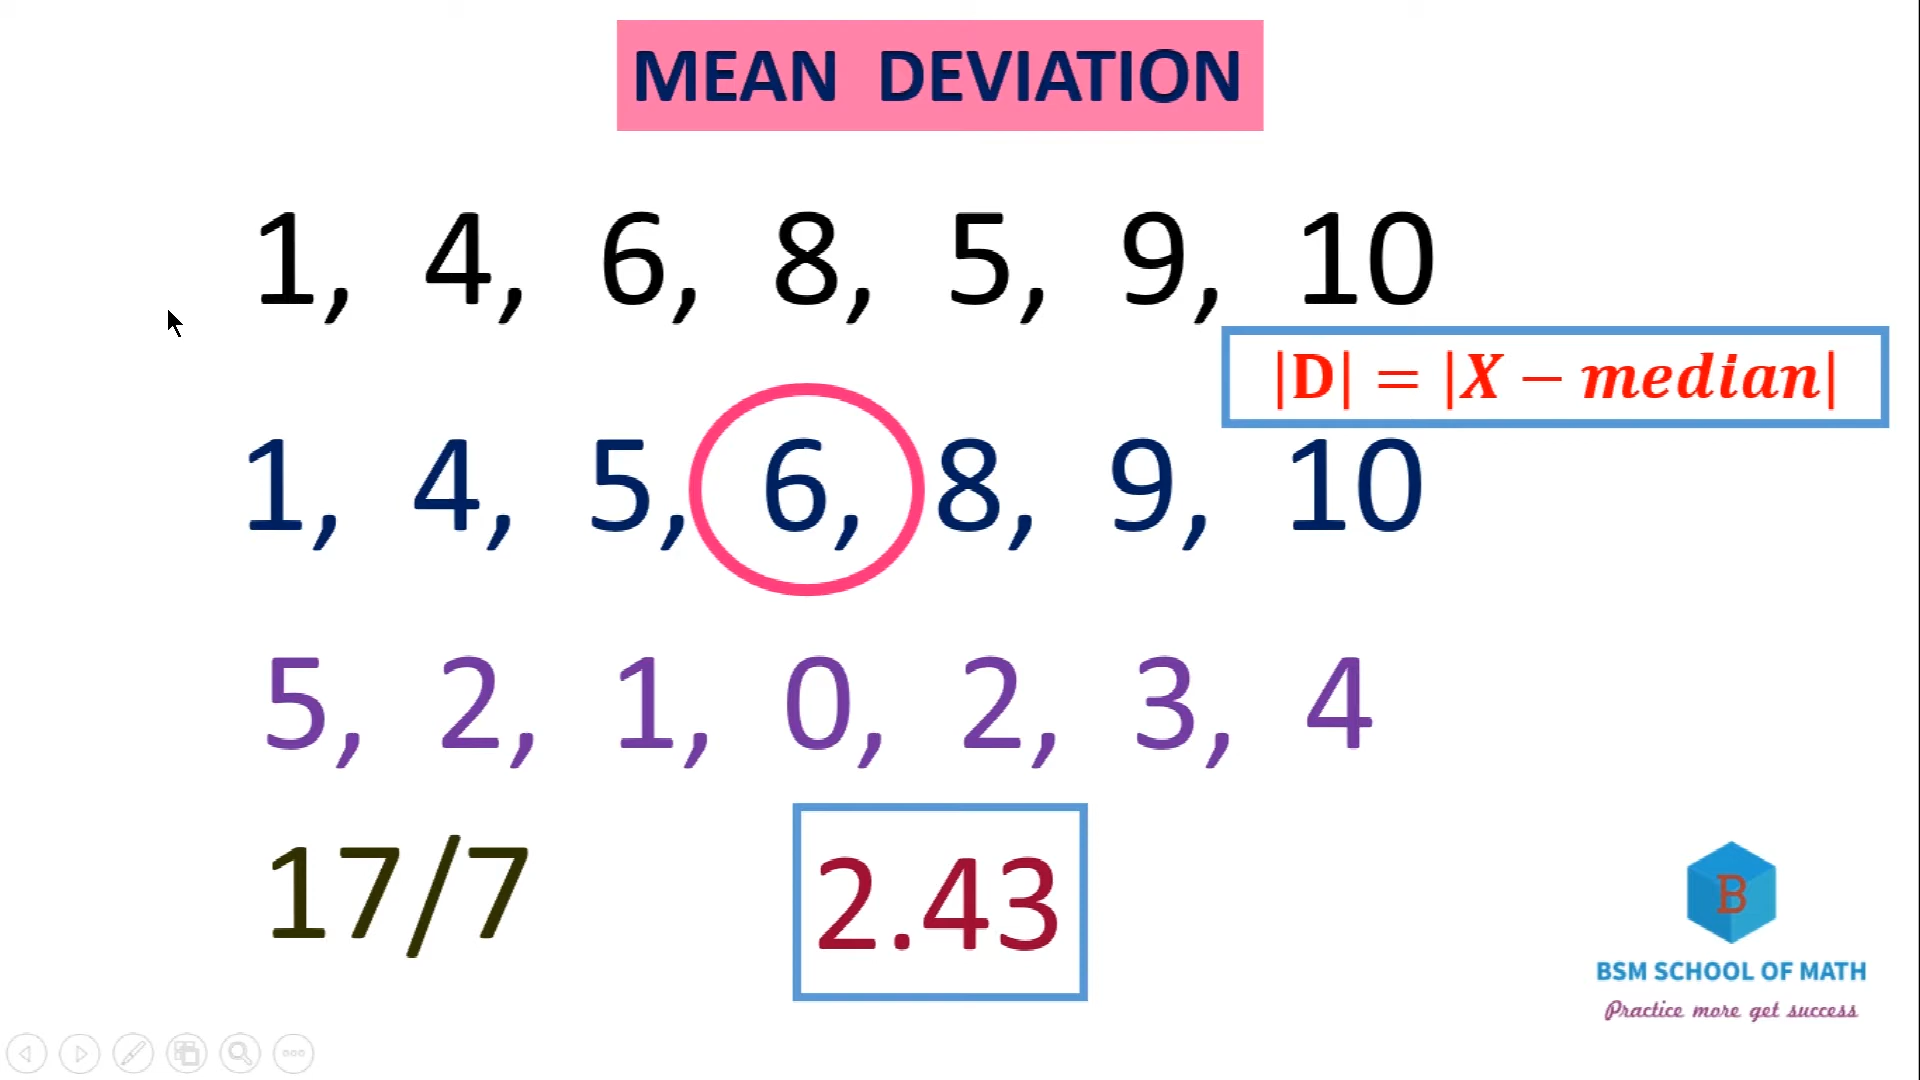 MEAN DEVIATION
1, 4, 6, 8, 5, 9, 10
|D| = |X − median|
1, 4, 5, 6, 8, 9, 10
5, 2, 1, 0, 2, 3, 4
17/7
2.43
B
BSM SCHOOL OF MATH
Practice more get success